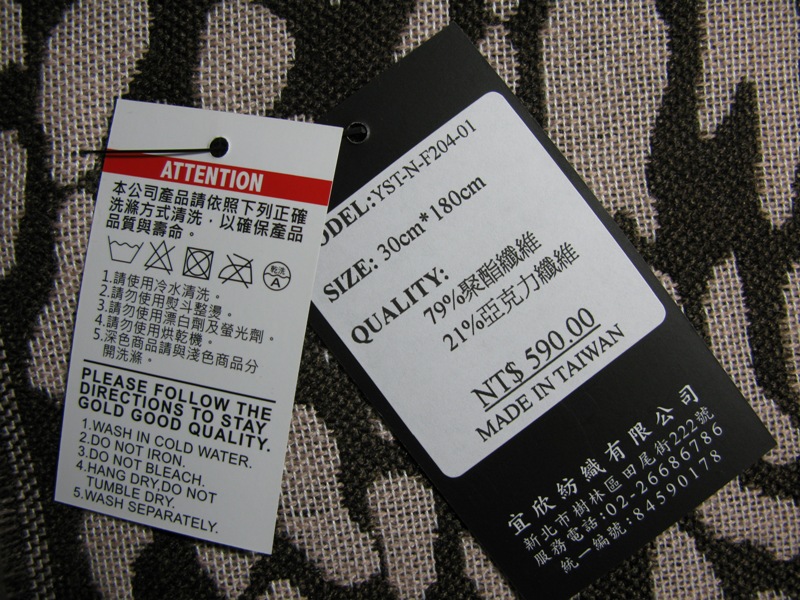 ATTENTION
本公司產品請依照下列正確
洗滌方式清洗，以確保產品
品質與壽命。
乾洗
A
1.請使用冷水清洗。
2.請勿使用熨斗整燙。
3.請勿使用漂白劑及螢光劑。
4.請勿使用烘乾機。
5.深色商品請與淺色商品分
開洗滌。
PLEASE FOLLOW THE
DIRECTIONS TO STAY
GOLD GOOD QUALITY.
1.WASH IN COLD WATER.
2.DO NOT IRON.
3.DO NOT BLEACH.
4.HANG DRY,DO NOT
TUMBLE DRY.
5.WASH SEPARATELY.
ODEL:YST-N-F204-01
SIZE: 30cm*180cm
QUALITY:
79%聚酯纖維
21%亞克力纖維
NT$ 590.00
MADE IN TAIWAN
宜欣紡織有限公司
新北市樹林區田尾街222號
服務電話:02-26686786
統一編號:84590178